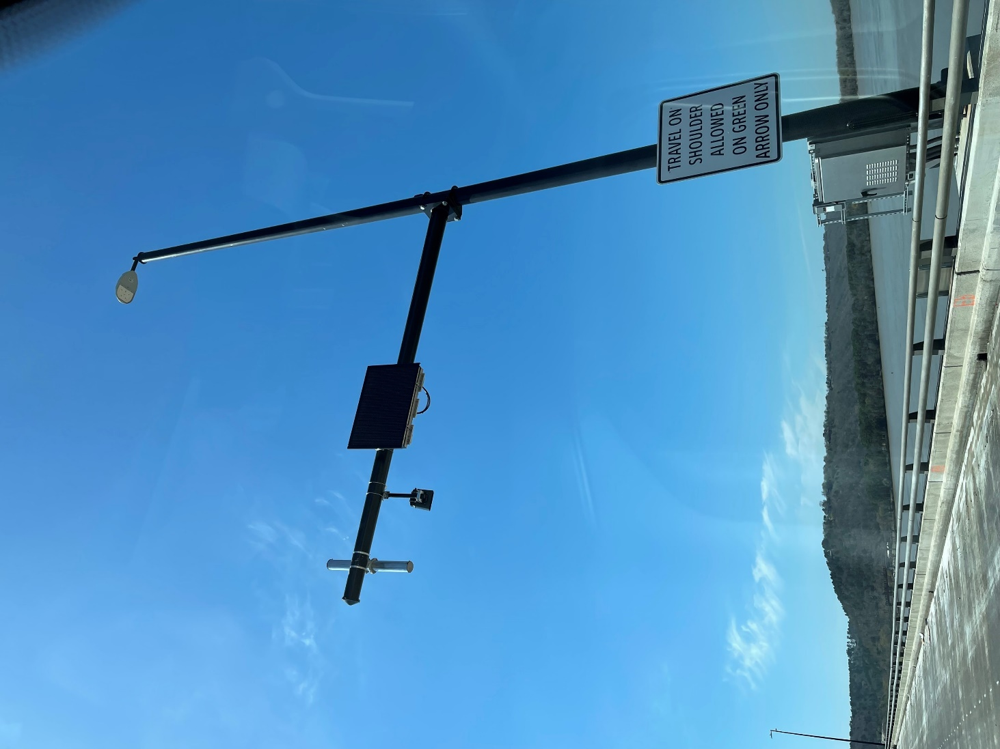 TRAVEL ON
SHOULDER
ALLOWED
ON GREEN
ARROW ONLY